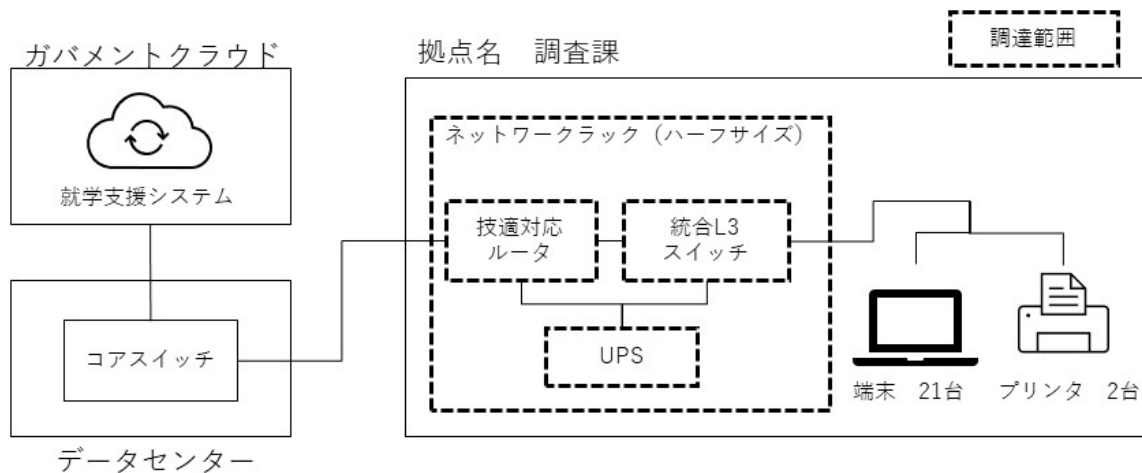 調達範囲
ガバメントクラウド
就学支援システム
コアスイッチ
データセンター
拠点名　調査課
ネットワークラック（ハーフサイズ）
技適対応
ルータ
統合L3
スイッチ
UPS
端末　21台
プリンタ　2台